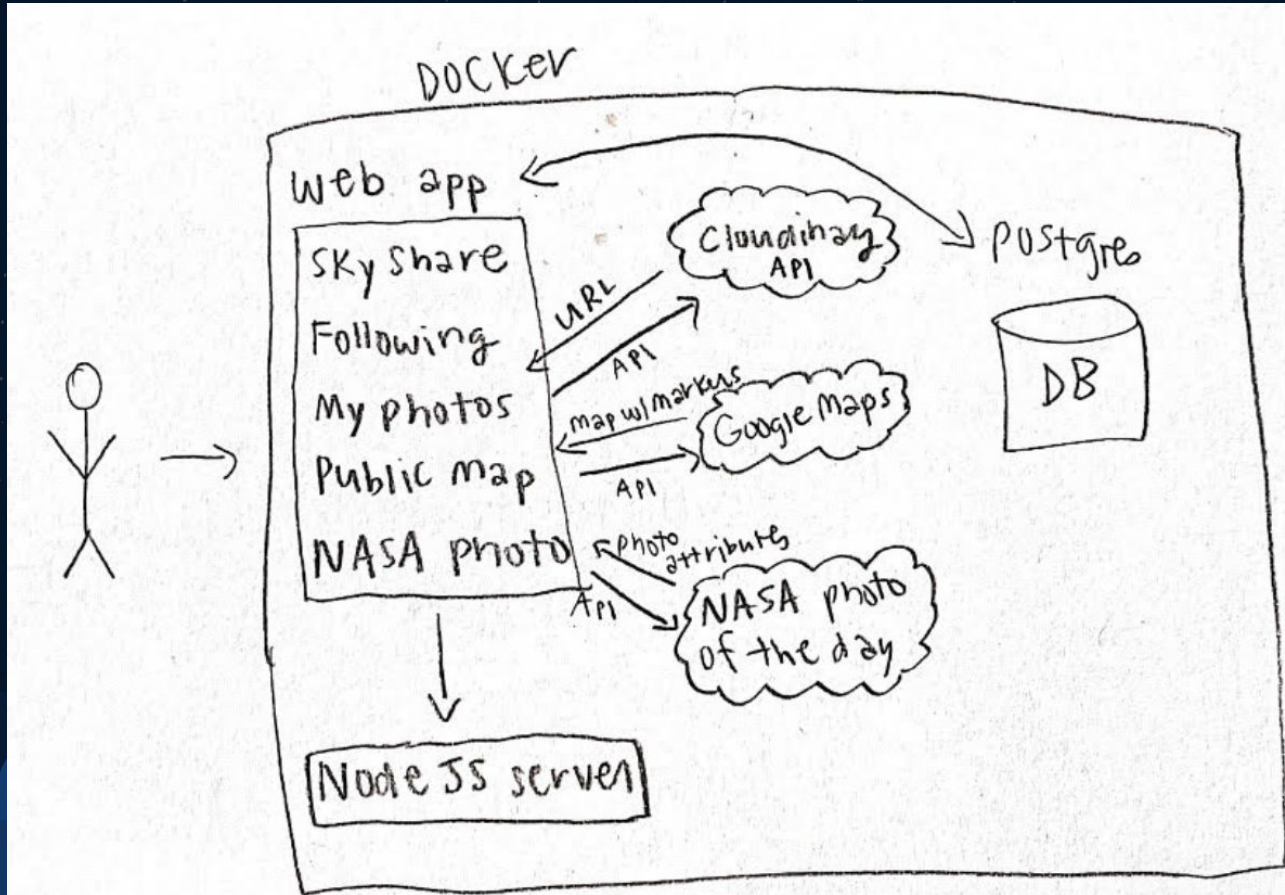 Docker
web app
Sky Share
Following
My photos
Public Map
NASA photo
URL
API
Cloudinay
API
map w/ markers
API
Google Maps
photo
attributes
API
NASA photo
of the day
Postgres
DB
Node JS server